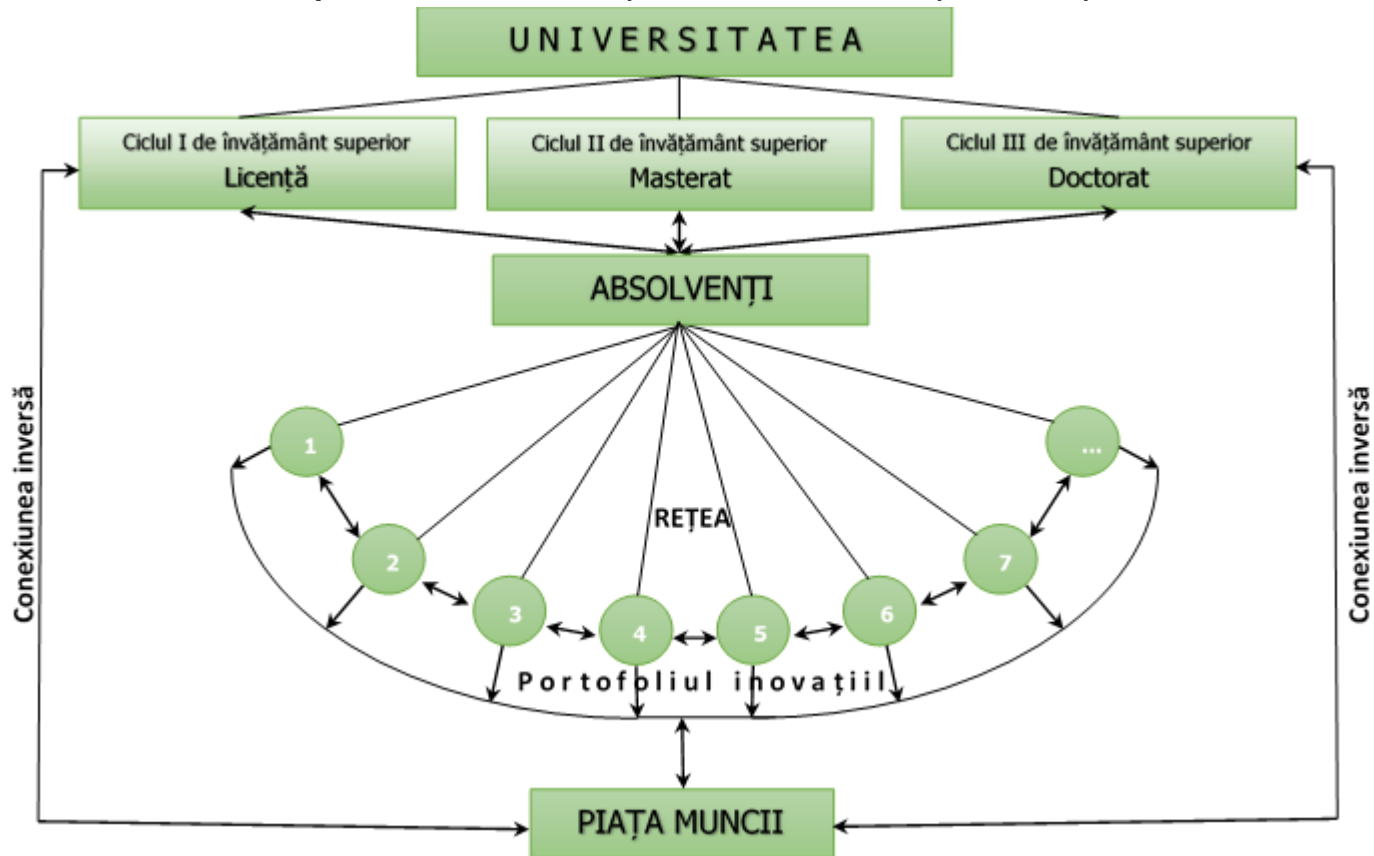 UNIVERSITATEA
Ciclul I de învățământ superior
Licență
Ciclul II de învățământ superior
Masterat
Ciclul III de învățământ superior
Doctorat
ABSOLVENȚI
Conexiunea inversă
1
2
3
4
5
6
7
...
REȚEA
Portofoliul inovațiil
Conexiunea inversă
PIAȚA MUNCII